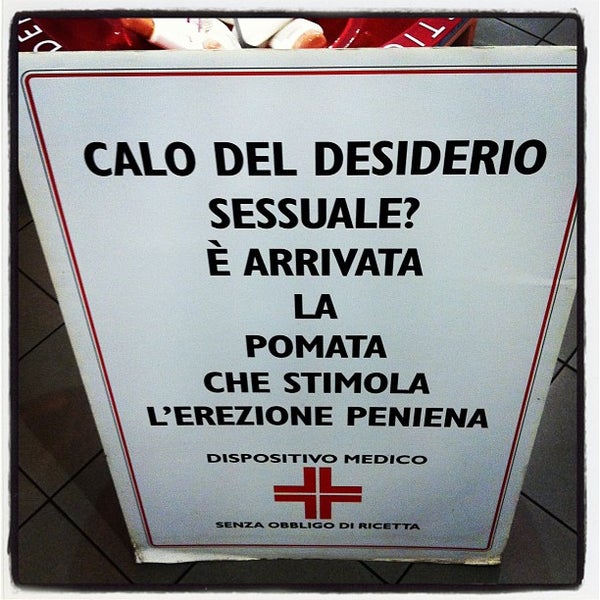 CALO DEL DESIDERIO
SESSUALE?
È ARRIVATA
LA
POMATA
CHE STIMOLA
L'EREZIONE PENIENA
DISPOSITIVO MEDICO
SENZA OBBLIGO DI RICETTA